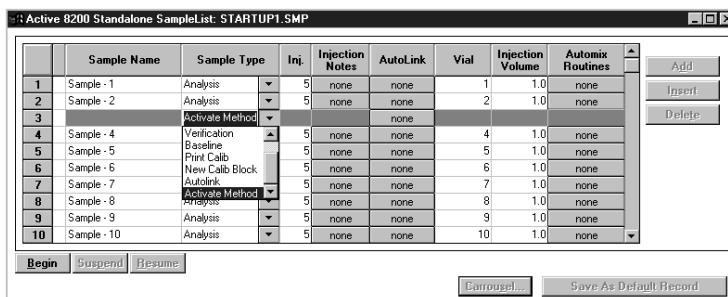 Active 8200 Standalone SampleList: STARTUP1.SMP
Sample Name Sample Type Inj. Injection Notes AutoLink Vial Injection Volume Automix Routines
1 Sample - 1 Analysis 5 none none 1 1.0 none
2 Sample - 2 Analysis 5 none none 2 1.0 none
3 Activate Method none
4 Sample - 4 Verification 5 none none 4 1.0 none
Baseline
5 Sample - 5 Print Calib 5 none none 5 1.0 none
6 Sample - 6 New Calib Block 5 none none 6 1.0 none
7 Sample - 7 Autolink 5 none none 7 1.0 none
Activate Method
8 Sample - 8 Analysis 5 none none 8 1.0 none
9 Sample - 9 Analysis 5 none none 9 1.0 none
10 Sample - 10 Analysis 5 none none 10 1.0 none
Add
Insert
Delete
Begin Suspend Resume
Carrousel... Save As Default Record